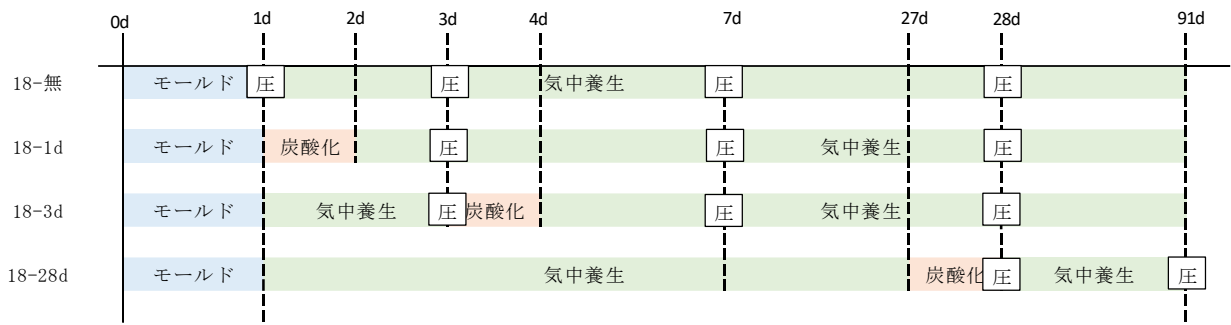 0d 1d 2d 3d 4d 7d 27d 28d 91d
18-無 モールド 圧 圧 気中養生 圧 圧
18-1d モールド 炭酸化 圧 圧 気中養生 圧
18-3d モールド 気中養生 圧 炭酸化 圧 気中養生 圧
18-28d モールド 気中養生 炭酸化 圧 気中養生 圧